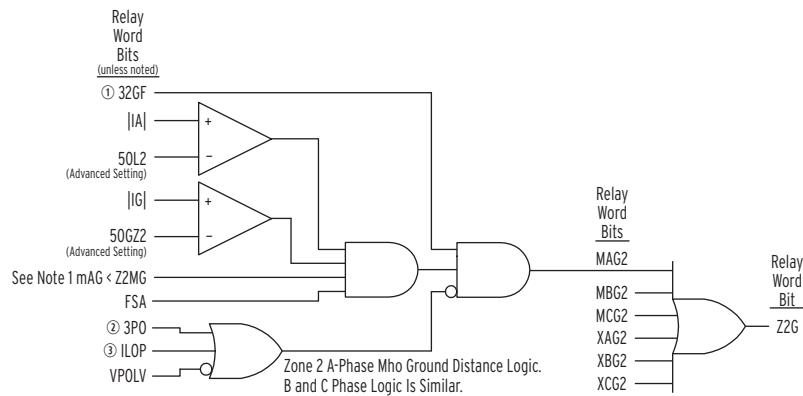 Relay
Word
Bits
(unless noted)
① 32GF
|IA|
+
50L2
−
(Advanced Setting)
|IG|
+
50GZ2
−
(Advanced Setting)
See Note 1 mAG < Z2MG
FSA
② 3PO
③ ILOP
VPOLV
Zone 2 A-Phase Mho Ground Distance Logic.
B and C Phase Logic Is Similar.
Relay
Word
Bits
MAG2
MBG2
MCG2
XAG2
XBG2
XCG2
Relay
Word
Bit
Z2G